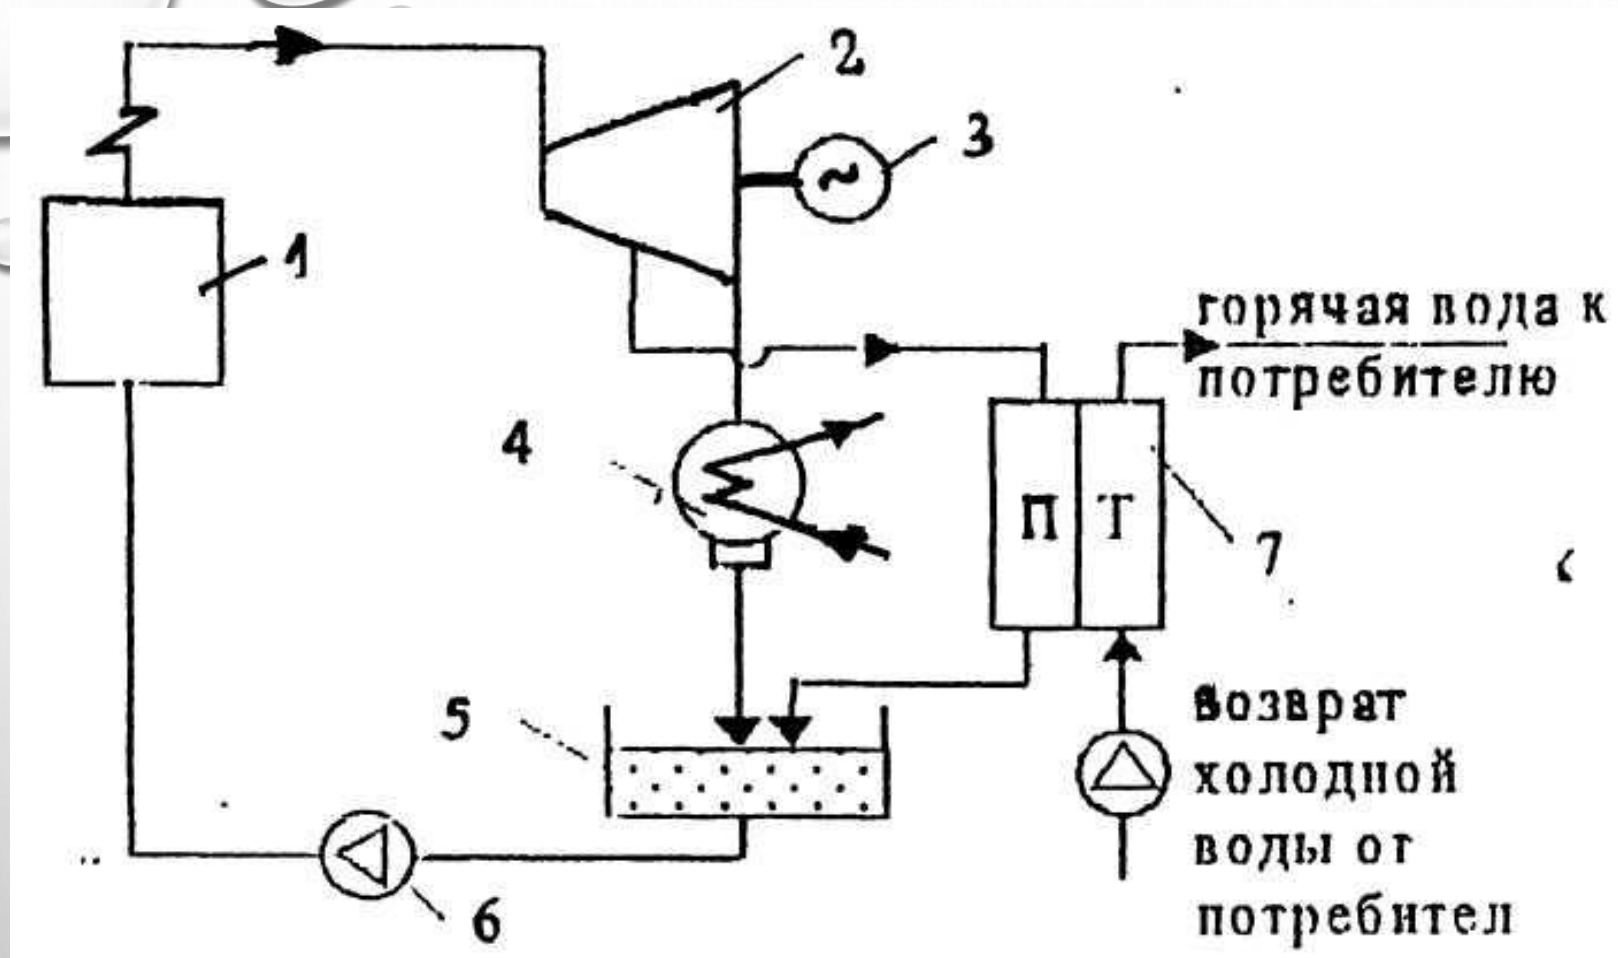 2
3
1
горячая вода к
потребителю
4
П Т
7
5
возврат
холодной
воды от
потребител
6